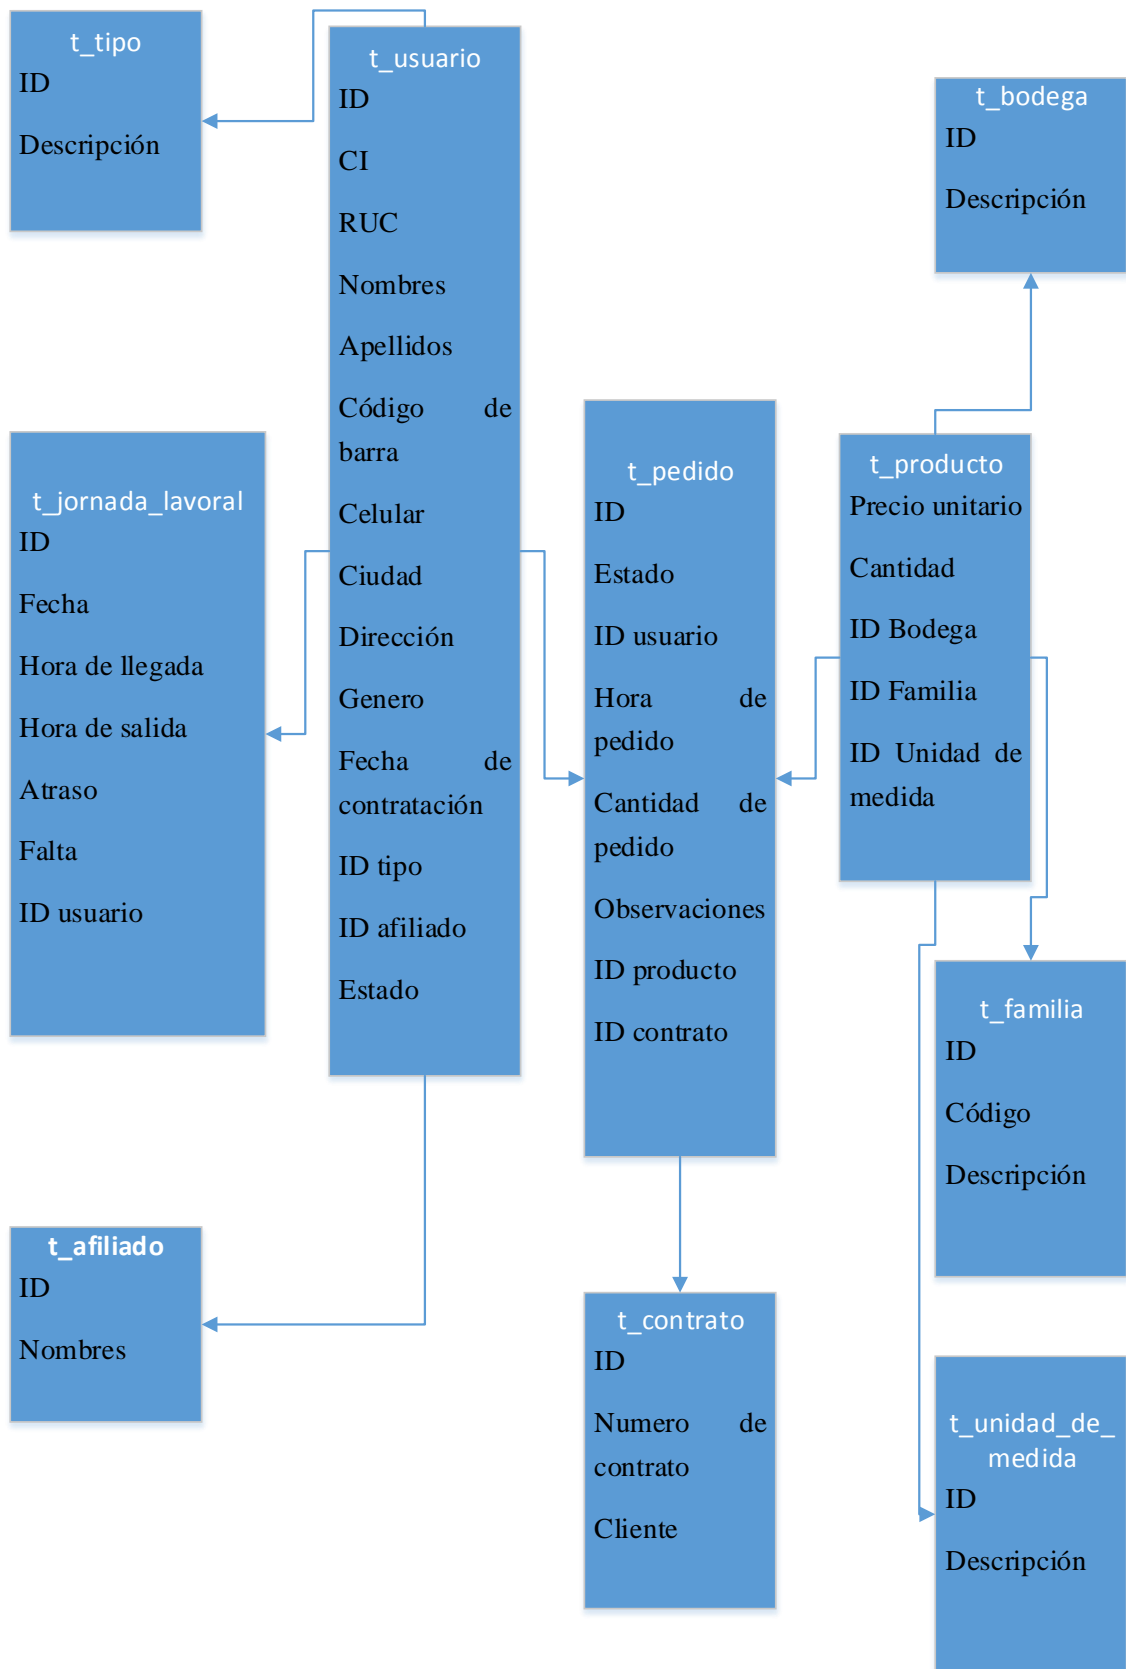 t_tipo
ID
Descripción
t_usuario
ID
CI
RUC
Nombres
Apellidos
Código de
barra
Celular
Ciudad
Dirección
Genero
Fecha de
contratación
ID tipo
ID afiliado
Estado
t_bodega
ID
Descripción
t_jornada_lavoral
ID
Fecha
Hora de llegada
Hora de salida
Atraso
Falta
ID usuario
t_pedido
ID
Estado
ID usuario
Hora de
pedido
Cantidad de
pedido
Observaciones
ID producto
ID contrato
t_producto
Precio unitario
Cantidad
ID Bodega
ID Familia
ID Unidad de
medida
t_familia
ID
Código
Descripción
t_afiliado
ID
Nombres
t_contrato
ID
Numero de
contrato
Cliente
t_unidad_de_
medida
ID
Descripción